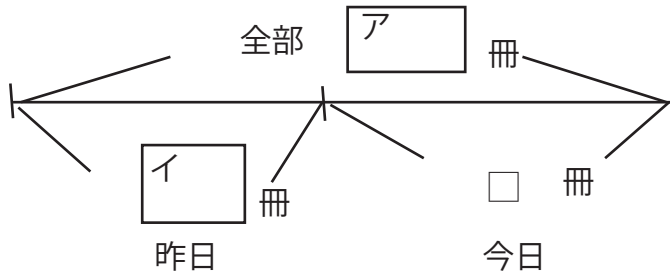 全部 ア 冊
イ 冊 □ 冊
昨日 今日